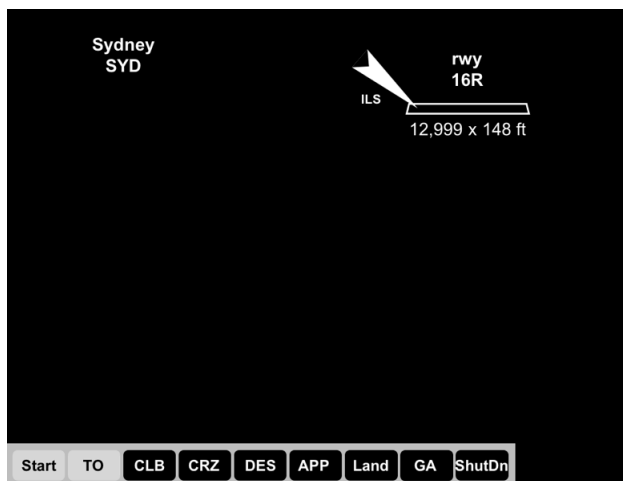 Sydney
SYD
rwy
16R
ILS
12,999 x 148 ft
Start TO CLB CRZ DES APP Land GA ShutDn